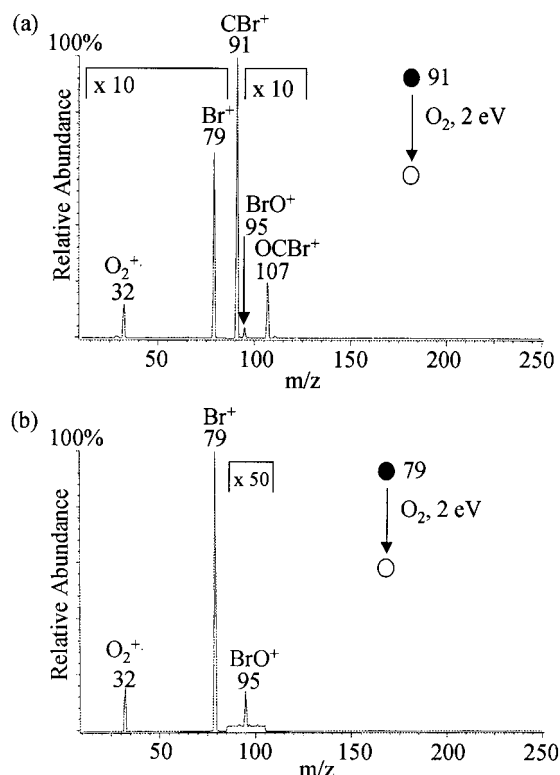 (a)
CBr⁺
91
100%
x 10
x 10
91
O₂, 2 eV
Br⁺
79
BrO⁺
95
OCBr⁺
107
O₂⁺·
32
Relative Abundance
50 100 150 200 250
m/z
(b)
Br⁺
79
100%
x 50
79
O₂, 2 eV
O₂⁺·
32
BrO⁺
95
Relative Abundance
50 100 150 200 250
m/z